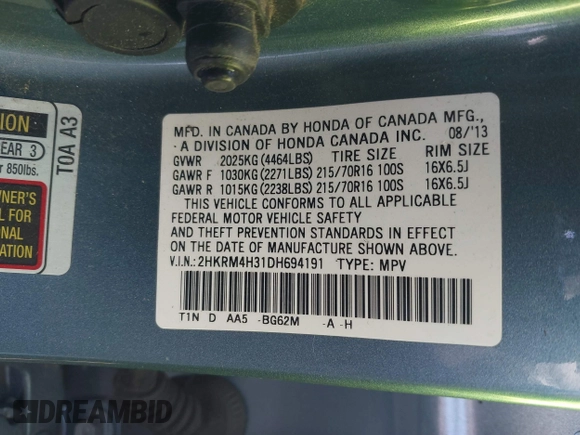 ION
EAR 3
r 850lbs.
WNER'S
L FOR
ONAL
ATION
T0A A3
MFD. IN CANADA BY HONDA OF CANADA MFG.,
A DIVISION OF HONDA CANADA INC. 08/'13
GVWR 2025KG (4464LBS) TIRE SIZE RIM SIZE
GAWR F 1030KG (2271LBS) 215/70R16 100S 16X6.5J
GAWR R 1015KG (2238LBS) 215/70R16 100S 16X6.5J
THIS VEHICLE CONFORMS TO ALL APPLICABLE
FEDERAL MOTOR VEHICLE SAFETY
AND THEFT PREVENTION STANDARDS IN EFFECT
ON THE DATE OF MANUFACTURE SHOWN ABOVE.
V.I.N.:2HKRM4H31DH694191 TYPE: MPV
T1N D AA5 -BG62M -A -H
DREAMBID